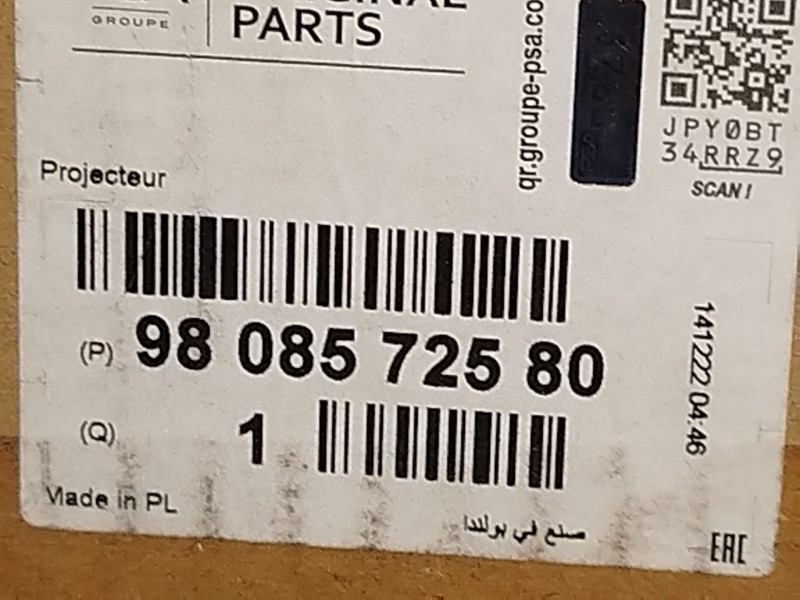 GROUPE
PARTS
qr.groupe-psa.co
JPYØBT
34RRZ9
SCAN!
Projecteur
(P) 98 085 725 80
(Q) 1
141222 04:46
Made in PL
صنع في بولندا
EAC